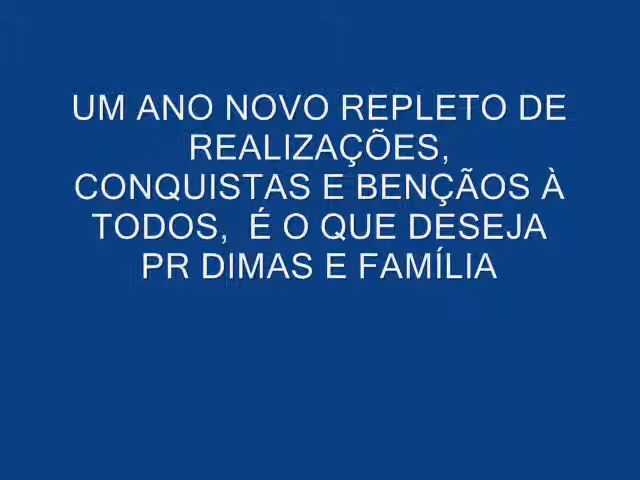 UM ANO NOVO REPLETO DE
REALIZAÇÕES,
CONQUISTAS E BENÇÃOS À
TODOS,  É O QUE DESEJA
PR DIMAS E FAMÍLIA